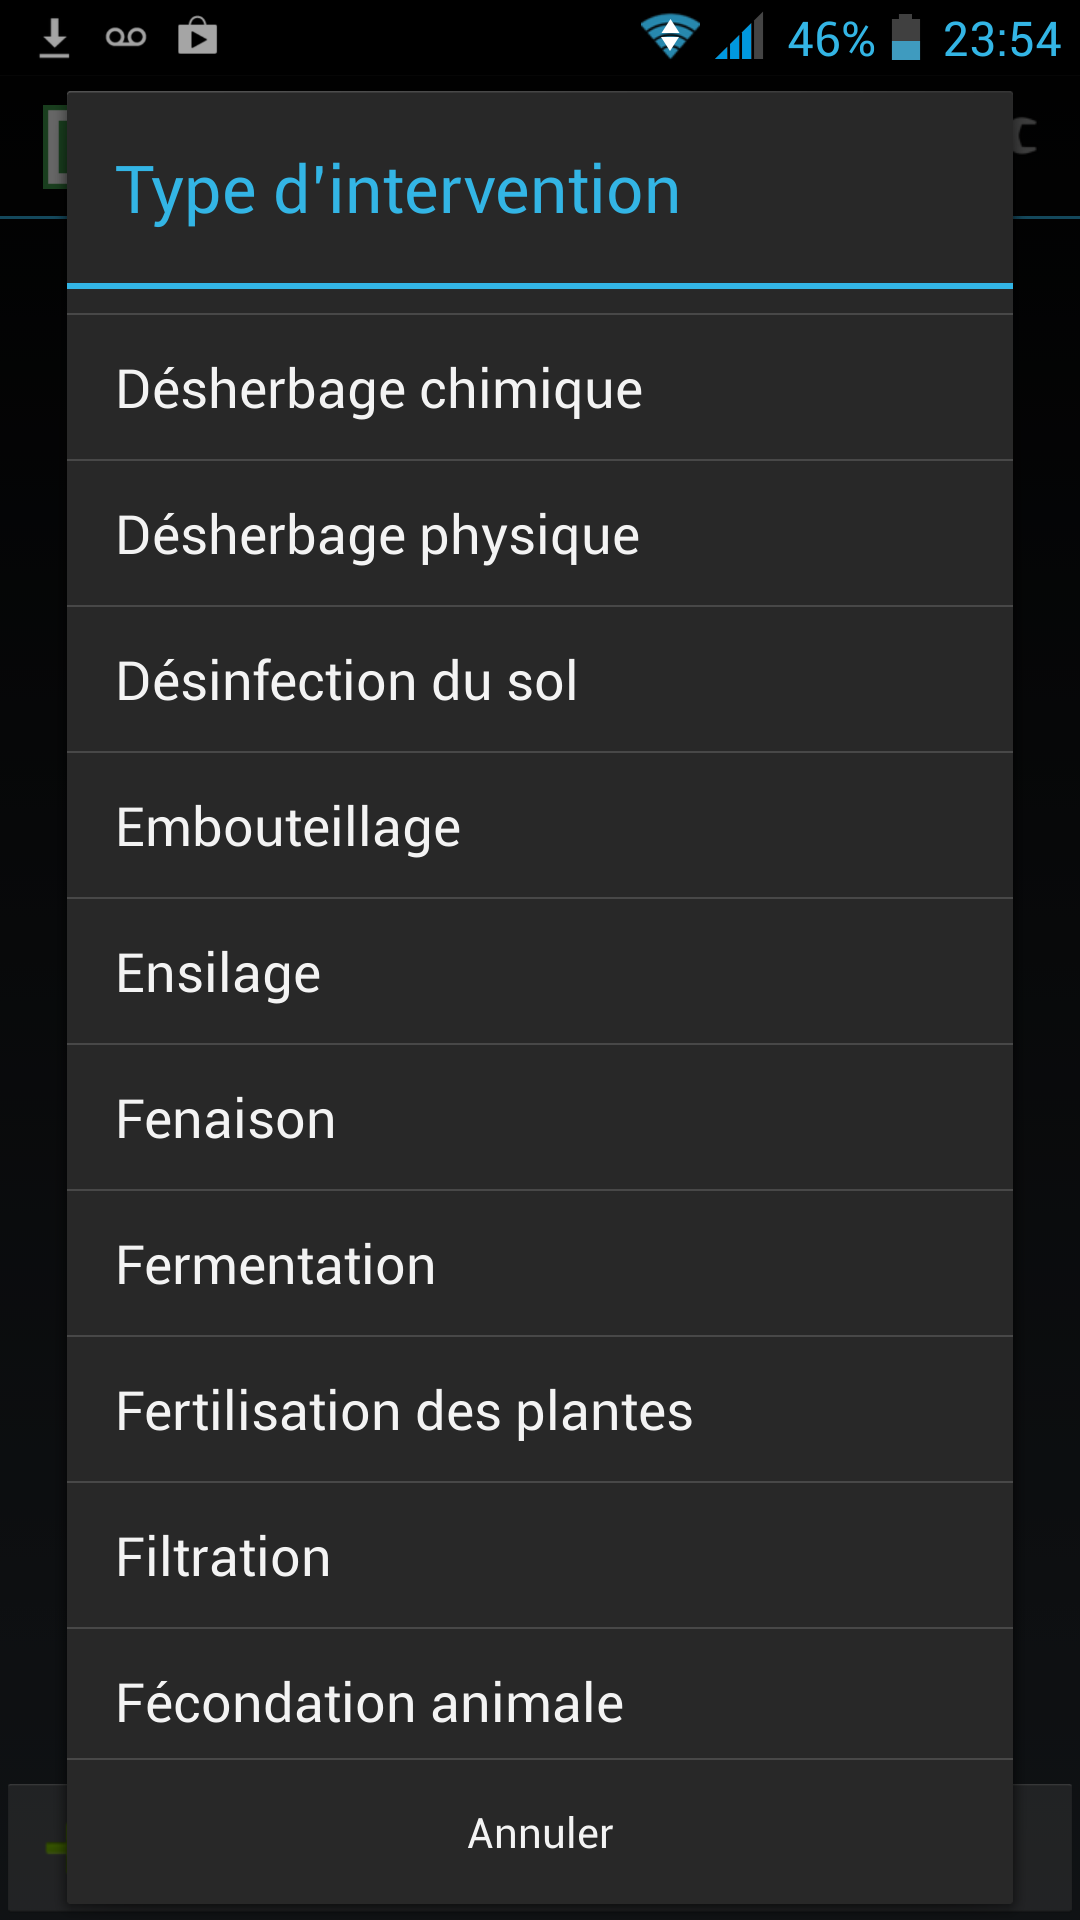 46% 23:54
Type d'intervention
Désherbage chimique
Désherbage physique
Désinfection du sol
Embouteillage
Ensilage
Fenaison
Fermentation
Fertilisation des plantes
Filtration
Fécondation animale
Annuler